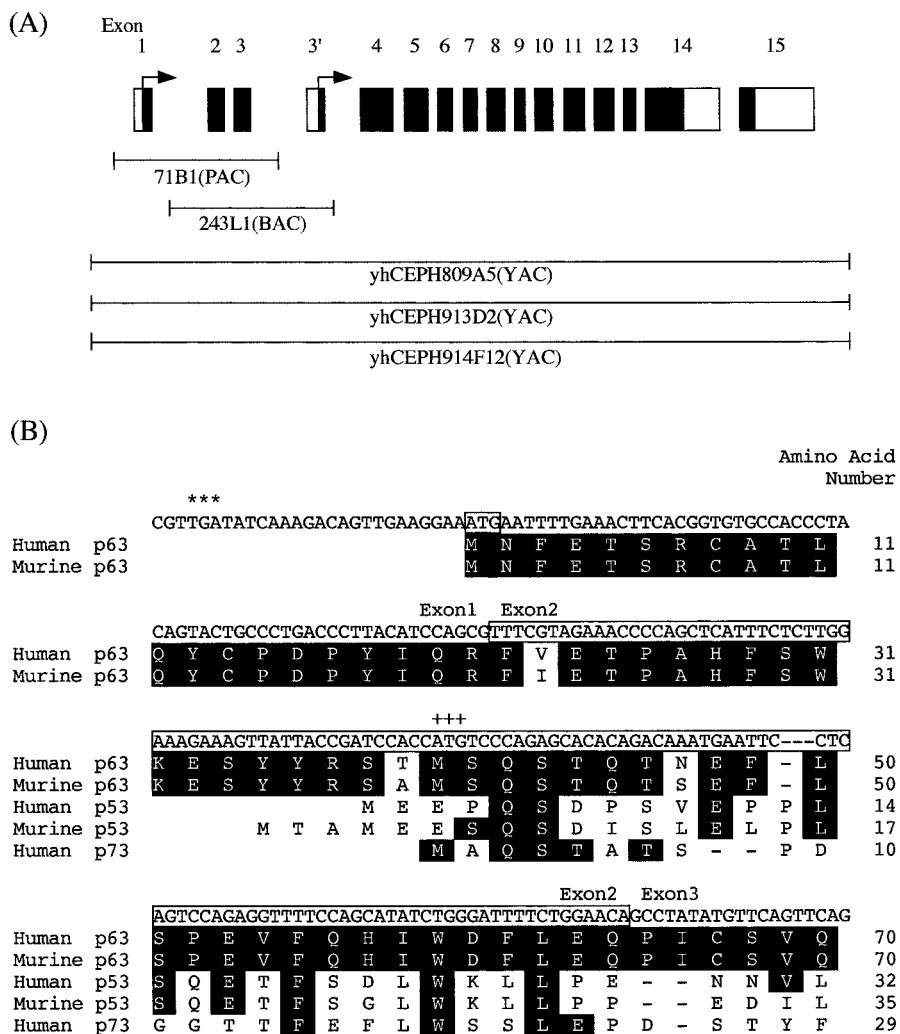 (A)
Exon
1 2 3 3' 4 5 6 7 8 9 10 11 12 13 14 15
71B1(PAC)
243L1(BAC)
yhCEPH809A5(YAC)
yhCEPH913D2(YAC)
yhCEPH914F12(YAC)
(B)
Amino Acid
Number
***
CGTTGATATCAAAGACAGTTGAAGGAAATGAATTTTGAAACTTCACGGTGTGCCACCCTA
Human p63 M N F E T S R C A T L 11
Murine p63 M N F E T S R C A T L 11
Exon1 Exon2
CAGTACTGCCCTGACCCTTACATCCAGCGTTTCGTAGAAACCCCAGCTCATTTCTCTTGG
Human p63 Q Y C P D P Y I Q R F V E T P A H F S W 31
Murine p63 Q Y C P D P Y I Q R F I E T P A H F S W 31
+++
AAAGAAAGTTATTACCGATCCACCATGTCCCAGAGCACACAGACAAATGAATTC---CTC
Human p63 K E S Y Y R S T M S Q S T Q T N E F - L 50
Murine p63 K E S Y Y R S A M S Q S T Q T S E F - L 50
Human p53 M E E P Q S D P S V E P P L 14
Murine p53 M T A M E E S Q S D I S L E L P L 17
Human p73 M A Q S T A T S - - P D 10
Exon2 Exon3
AGTCCAGAGGTTTTCCAGCATATCTGGGATTTTCTGGAACAGCCTATATGTTCAGTTCAG
Human p63 S P E V F Q H I W D F L E Q P I C S V Q 70
Murine p63 S P E V F Q H I W D F L E Q P I C S V Q 70
Human p53 S Q E T F S D L W K L L P E - - N N V L 32
Murine p53 S Q E T F S G L W K L L P P - - E D I L 35
Human p73 G G T T F E F L W S S L E P D - S T Y F 29